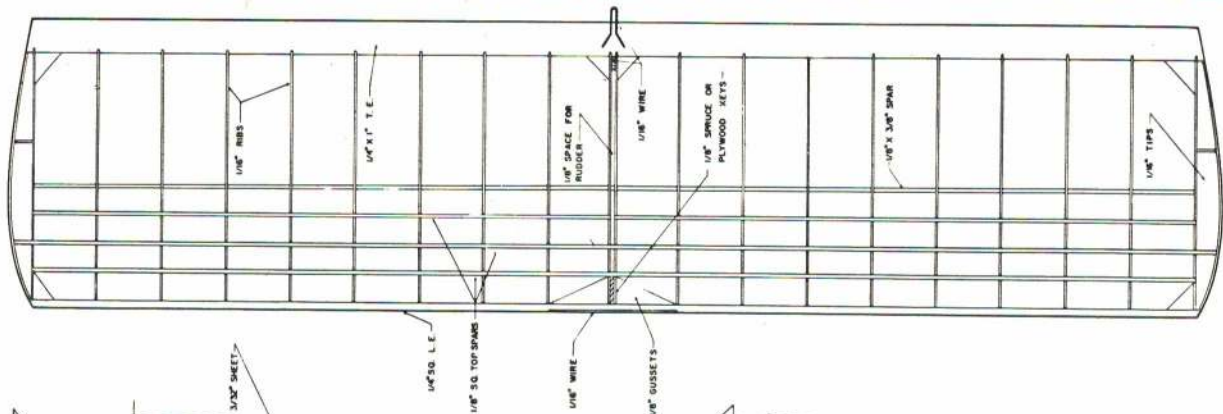 1/16" RIBS
1/4" X 1" T. E.
1/8" SPACE FOR
RUDDER
1/16" WIRE
1/8" SPRUCE OR
PLYWOOD KEYS
1/8" X 3/8" SPAR
1/16" TIPS
3/32" SHEET
1/4" SQ. L.E.
1/8" SQ. TOP SPARS
1/16" WIRE
/8" GUSSETS